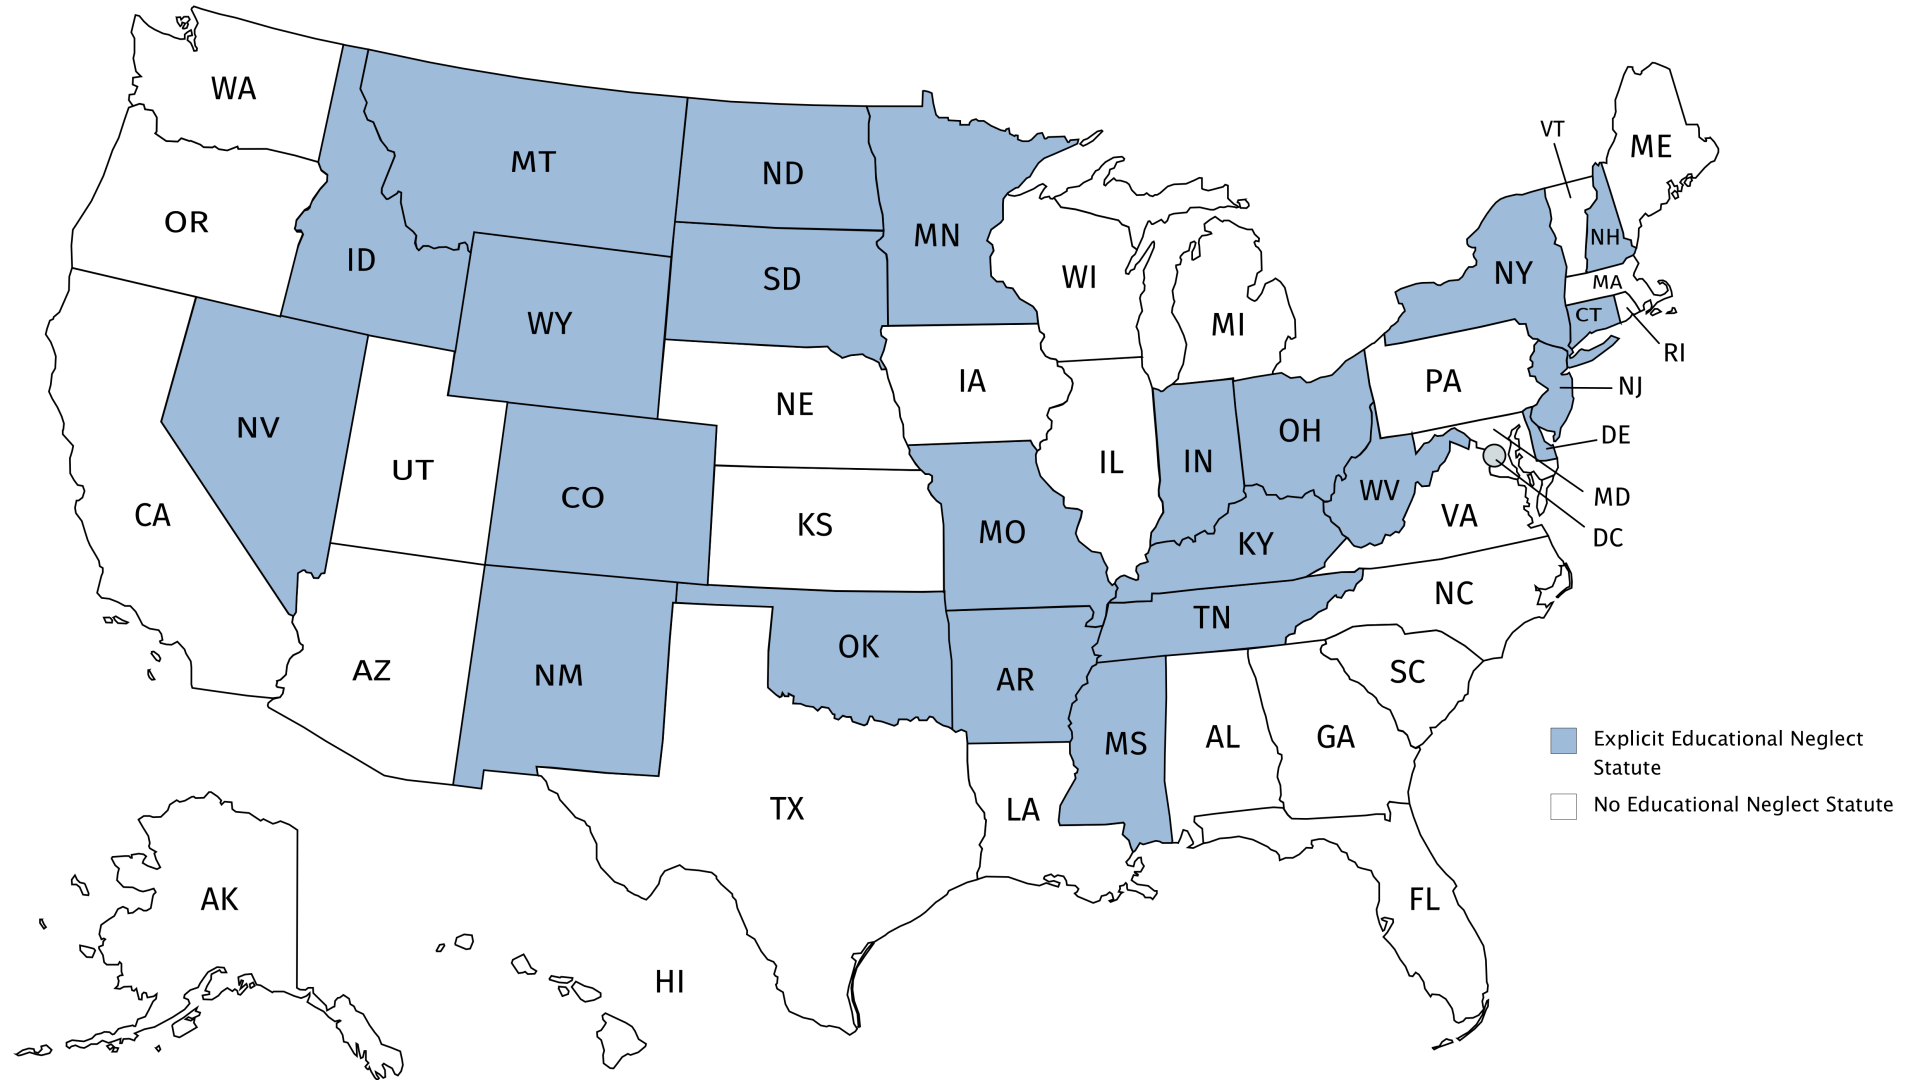 WA
MT
ND
MN
VT
ME
OR
ID
SD
WI
MI
NY
NH
MA
CT
RI
WY
NE
IA
PA
NJ
NV
UT
CO
KS
MO
IL
IN
OH
DE
WV
VA
MD
DC
CA
KY
NC
TN
AZ
NM
OK
AR
SC
MS
AL
GA
Explicit Educational Neglect
Statute
No Educational Neglect Statute
TX
LA
AK
FL
HI